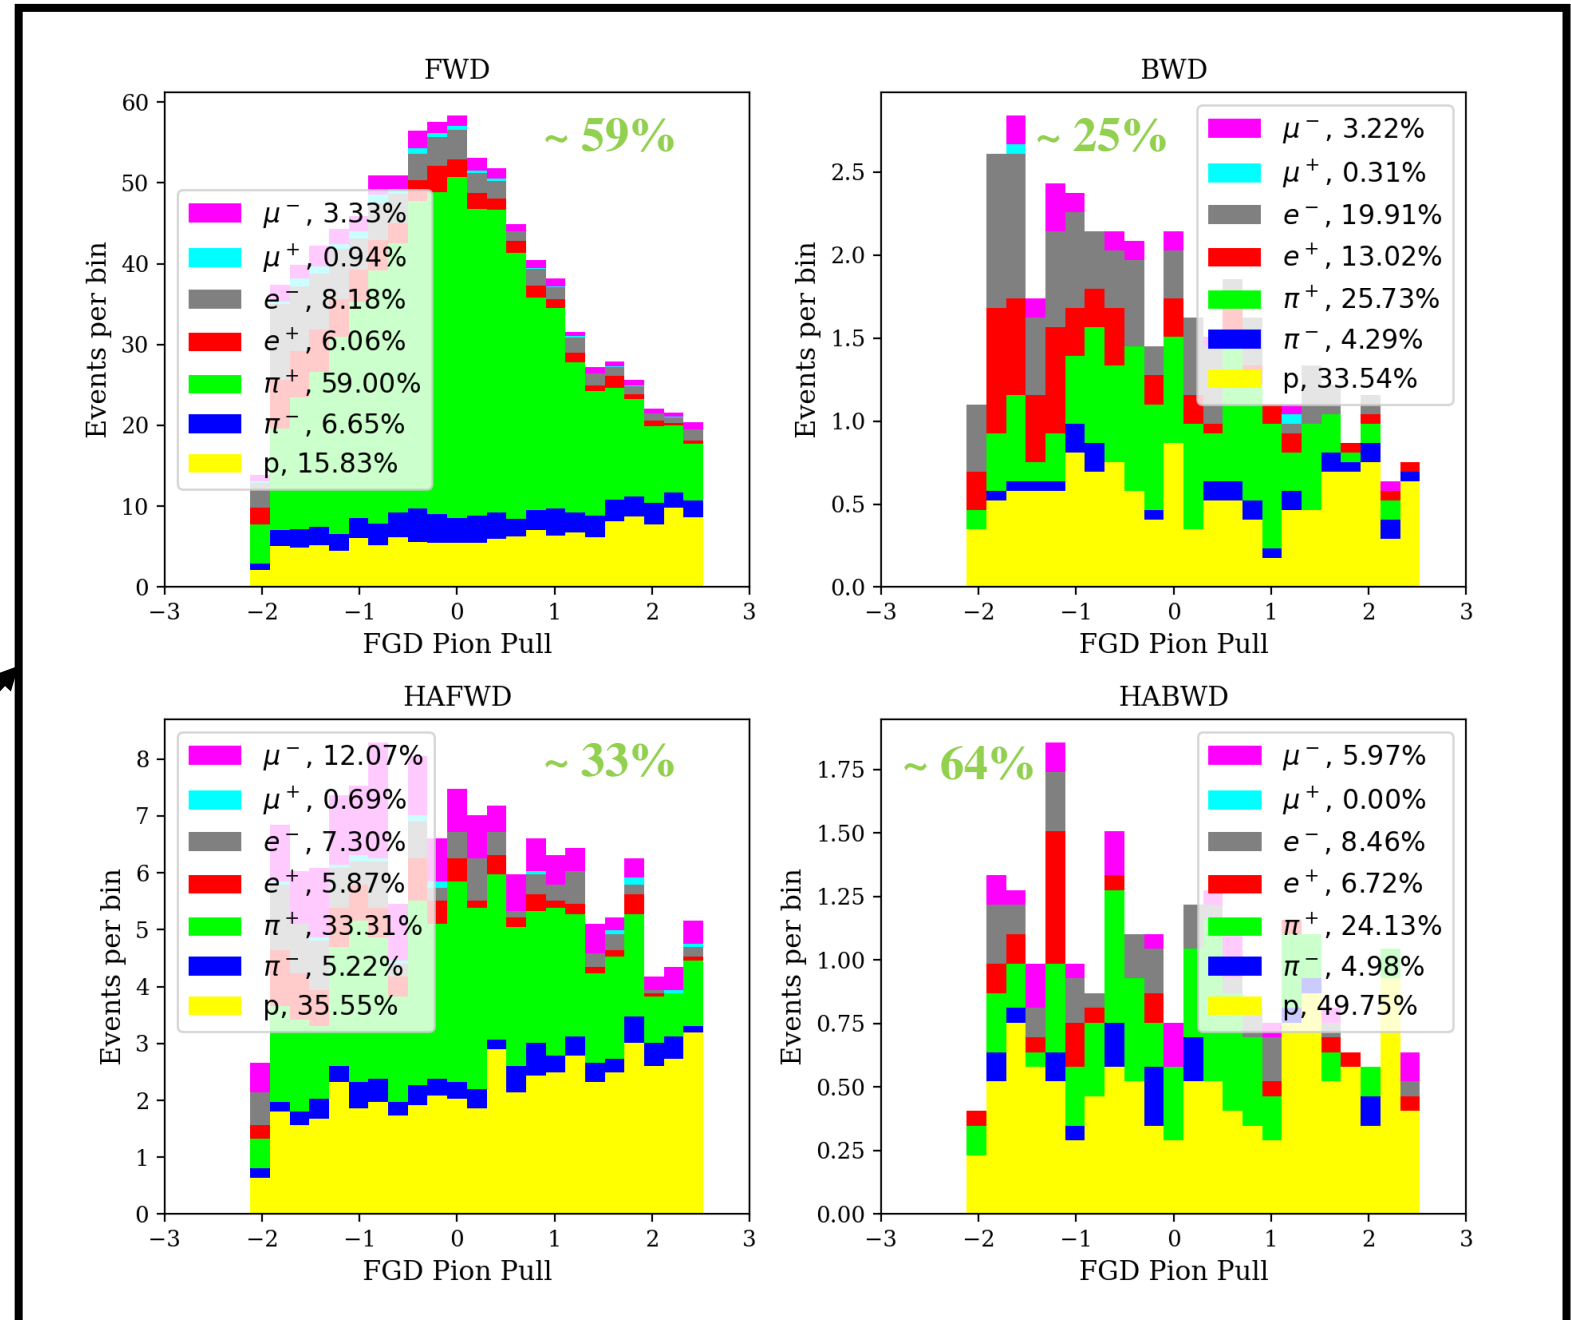 FWD
~ 59%
60
50
40
30
20
10
0
Events per bin
μ−, 3.33%
μ+, 0.94%
e−, 8.18%
e+, 6.06%
π+, 59.00%
π−, 6.65%
p, 15.83%
−3 −2 −1 0 1 2 3
FGD Pion Pull
BWD
~ 25%
2.5
2.0
1.5
1.0
0.5
0.0
Events per bin
μ−, 3.22%
μ+, 0.31%
e−, 19.91%
e+, 13.02%
π+, 25.73%
π−, 4.29%
p, 33.54%
−3 −2 −1 0 1 2 3
FGD Pion Pull
HAFWD
~ 33%
8
7
6
5
4
3
2
1
0
Events per bin
μ−, 12.07%
μ+, 0.69%
e−, 7.30%
e+, 5.87%
π+, 33.31%
π−, 5.22%
p, 35.55%
−3 −2 −1 0 1 2 3
FGD Pion Pull
HABWD
~ 64%
1.75
1.50
1.25
1.00
0.75
0.50
0.25
0.00
Events per bin
μ−, 5.97%
μ+, 0.00%
e−, 8.46%
e+, 6.72%
π+, 24.13%
π−, 4.98%
p, 49.75%
−3 −2 −1 0 1 2 3
FGD Pion Pull